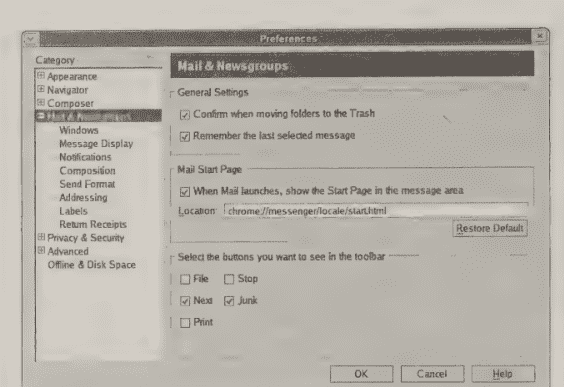 Preferences
Category
Appearance
Navigator
Composer
Mail & Newsgroups
Windows
Message Display
Notifications
Composition
Send Format
Addressing
Labels
Return Receipts
Privacy & Security
Advanced
Offline & Disk Space
Mail & Newsgroups
General Settings
Confirm when moving folders to the Trash
Remember the last selected message
Mail Start Page
When Mail launches, show the Start Page in the message area
Location: chrome://messenger/locale/start.html
Restore Default
Select the buttons you want to see in the toolbar
File Stop
Next Junk
Print
OK Cancel Help